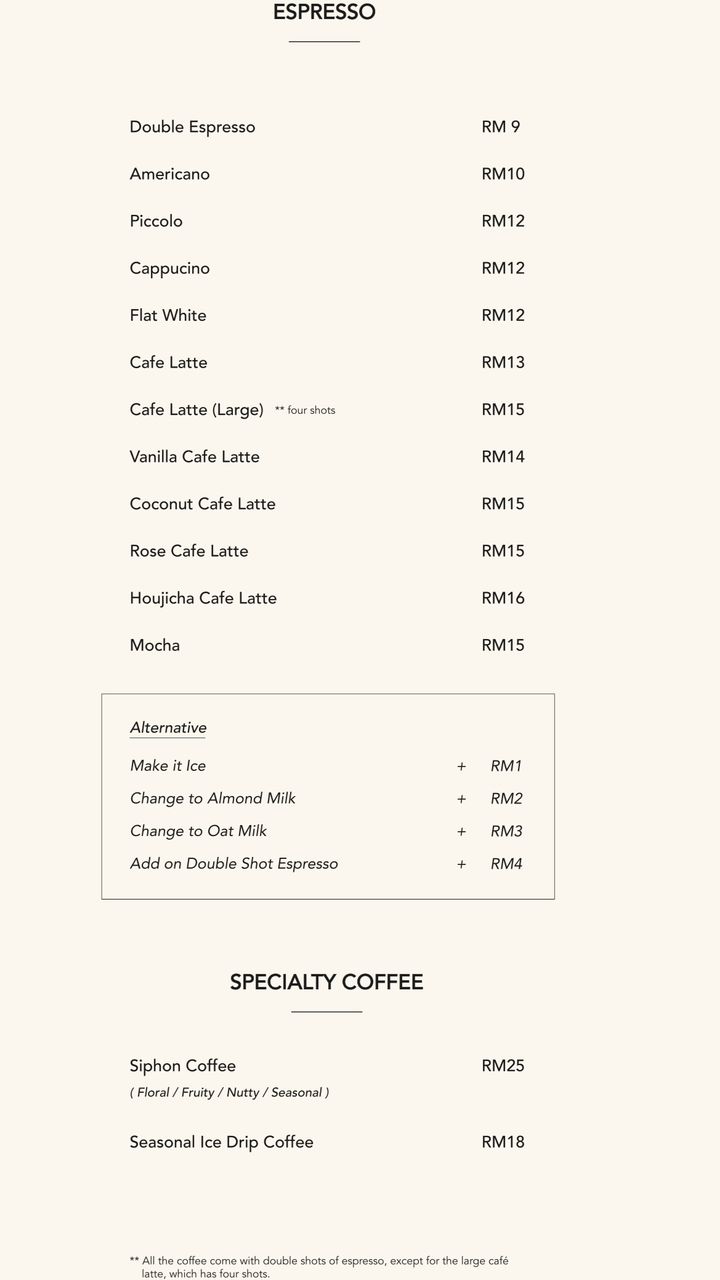 ESPRESSO
Double Espresso RM 9
Americano RM10
Piccolo RM12
Cappucino RM12
Flat White RM12
Cafe Latte RM13
Cafe Latte (Large) ** four shots RM15
Vanilla Cafe Latte RM14
Coconut Cafe Latte RM15
Rose Cafe Latte RM15
Houjicha Cafe Latte RM16
Mocha RM15
Alternative
Make it Ice + RM1
Change to Almond Milk + RM2
Change to Oat Milk + RM3
Add on Double Shot Espresso + RM4
SPECIALTY COFFEE
Siphon Coffee RM25
( Floral / Fruity / Nutty / Seasonal )
Seasonal Ice Drip Coffee RM18
** All the coffee come with double shots of espresso, except for the large café
latte, which has four shots.